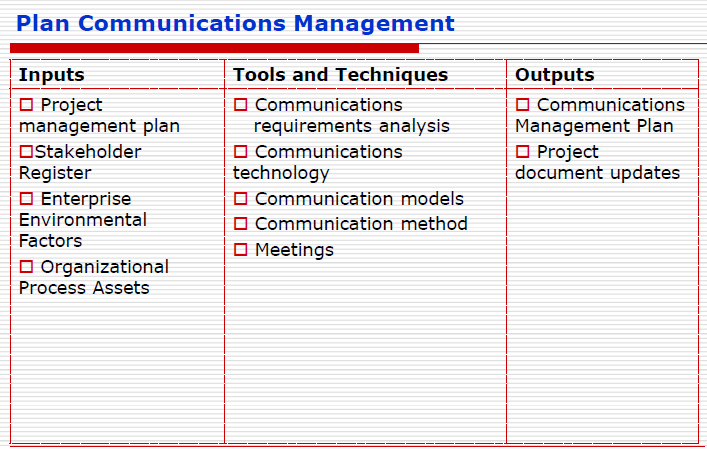 Plan Communications Management
Inputs
Project
management plan
Stakeholder
Register
Enterprise
Environmental
Factors
Organizational
Process Assets
Tools and Techniques
Communications
requirements analysis
Communications
technology
Communication models
Communication method
Meetings
Outputs
Communications
Management Plan
Project
document updates